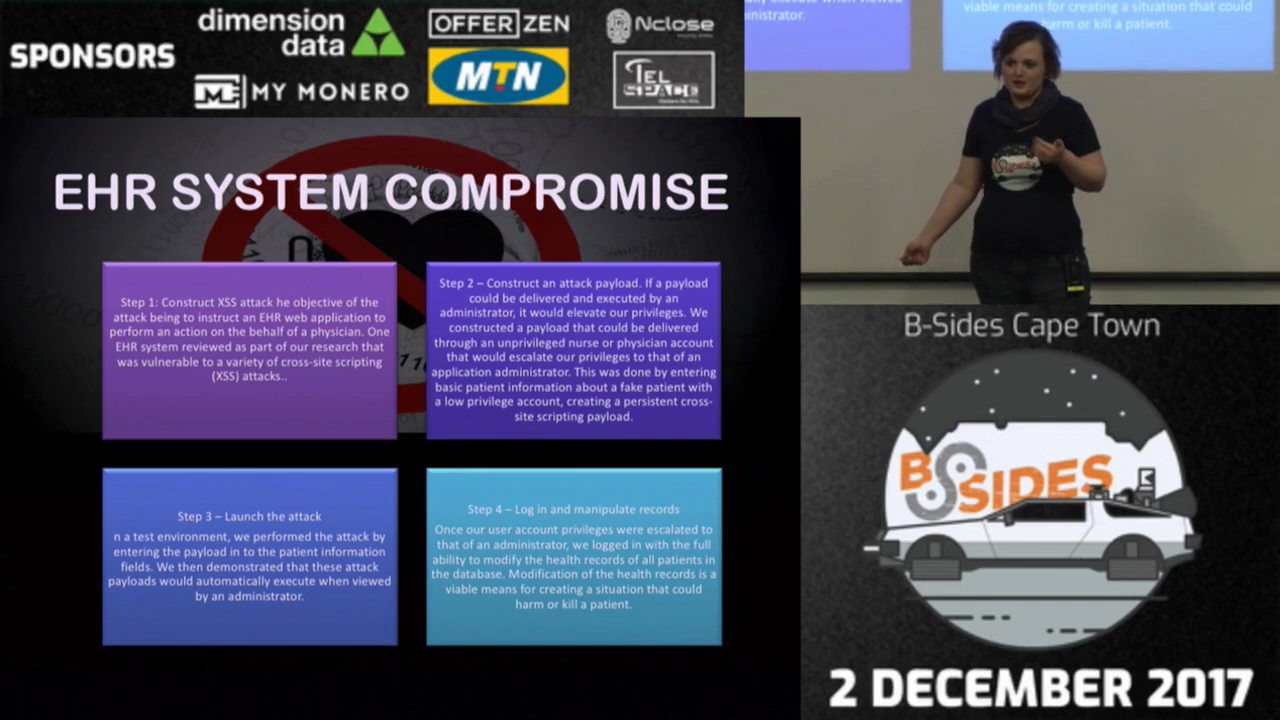 SPONSORS
dimension
data
OFFERZEN
Nclose
MY MONERO
MTN
TEL
SPACE
EHR SYSTEM COMPROMISE
Step 1: Construct XSS attack he objective of the
attack being to instruct an EHR web application to
perform an action on the behalf of a physician. One
EHR system reviewed as part of our research that
was vulnerable to a variety of cross-site scripting
(XSS) attacks..
Step 2 – Construct an attack payload. If a payload
could be delivered and executed by an
administrator, it would elevate our privileges. We
constructed a payload that could be delivered
through an unprivileged nurse or physician account
that would escalate our privileges to that of an
application administrator. This was done by entering
basic patient information about a fake patient with
a low privilege account, creating a persistent cross-
site scripting payload.
Step 3 – Launch the attack
n a test environment, we performed the attack by
entering the payload in to the patient information
fields. We then demonstrated that these attack
payloads would automatically execute when viewed
by an administrator.
Step 4 – Log in and manipulate records
Once our user account privileges were escalated to
that of an administrator, we logged in with the full
ability to modify the health records of all patients in
the database. Modification of the health records is a
viable means for creating a situation that could
harm or kill a patient.
viable means for creating a situation that could
harm or kill a patient.
BSIDES
B-Sides Cape Town
BSIDES
2 DECEMBER 2017